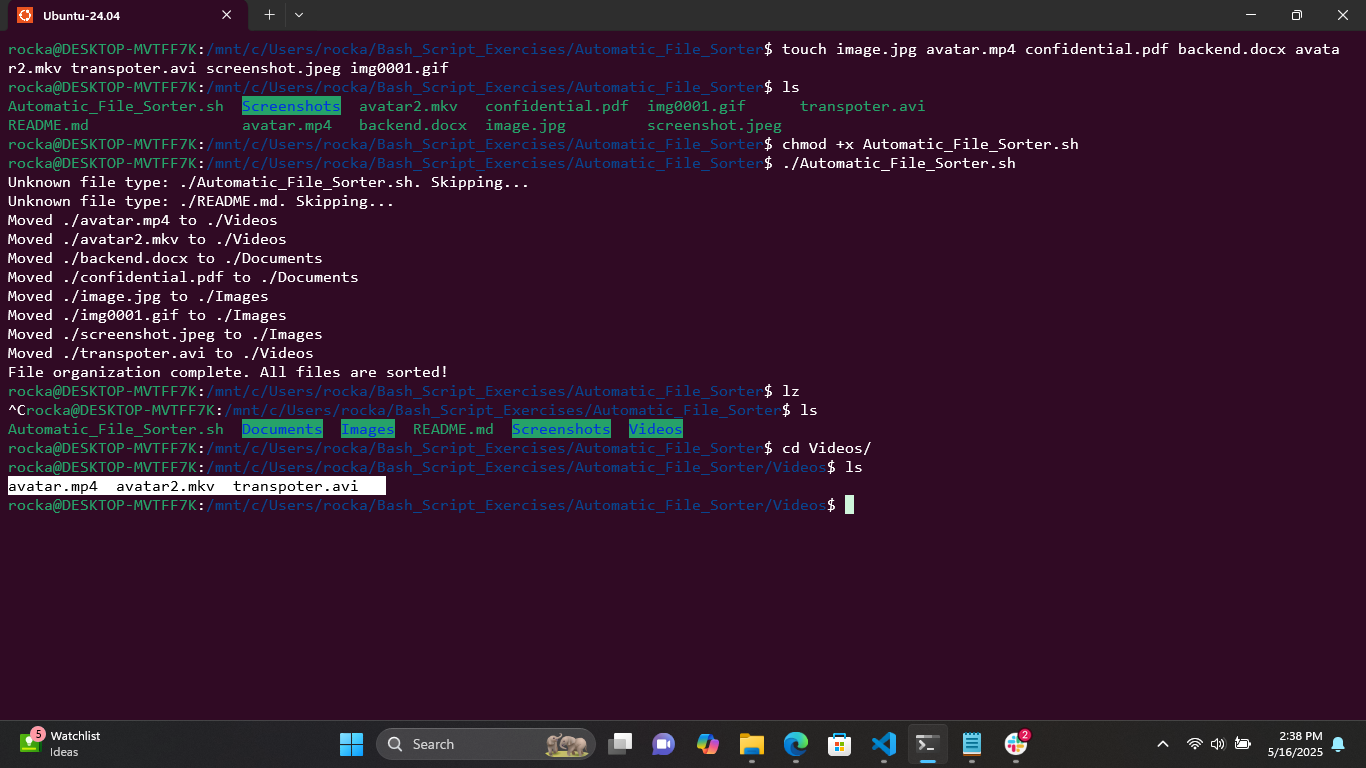 Ubuntu-24.04
rocka@DESKTOP-MVTFF7K:/mnt/c/Users/rocka/Bash_Script_Exercises/Automatic_File_Sorter$ touch image.jpg avatar.mp4 confidential.pdf backend.docx avata
r2.mkv transpoter.avi screenshot.jpeg img0001.gif
rocka@DESKTOP-MVTFF7K:/mnt/c/Users/rocka/Bash_Script_Exercises/Automatic_File_Sorter$ ls
Automatic_File_Sorter.sh  Screenshots  avatar2.mkv   confidential.pdf  img0001.gif      transpoter.avi
README.md                 avatar.mp4   backend.docx  image.jpg         screenshot.jpeg
rocka@DESKTOP-MVTFF7K:/mnt/c/Users/rocka/Bash_Script_Exercises/Automatic_File_Sorter$ chmod +x Automatic_File_Sorter.sh
rocka@DESKTOP-MVTFF7K:/mnt/c/Users/rocka/Bash_Script_Exercises/Automatic_File_Sorter$ ./Automatic_File_Sorter.sh
Unknown file type: ./Automatic_File_Sorter.sh. Skipping...
Unknown file type: ./README.md. Skipping...
Moved ./avatar.mp4 to ./Videos
Moved ./avatar2.mkv to ./Videos
Moved ./backend.docx to ./Documents
Moved ./confidential.pdf to ./Documents
Moved ./image.jpg to ./Images
Moved ./img0001.gif to ./Images
Moved ./screenshot.jpeg to ./Images
Moved ./transpoter.avi to ./Videos
File organization complete. All files are sorted!
rocka@DESKTOP-MVTFF7K:/mnt/c/Users/rocka/Bash_Script_Exercises/Automatic_File_Sorter$ lz
^Crocka@DESKTOP-MVTFF7K:/mnt/c/Users/rocka/Bash_Script_Exercises/Automatic_File_Sorter$ ls
Automatic_File_Sorter.sh  Documents  Images  README.md  Screenshots  Videos
rocka@DESKTOP-MVTFF7K:/mnt/c/Users/rocka/Bash_Script_Exercises/Automatic_File_Sorter$ cd Videos/
rocka@DESKTOP-MVTFF7K:/mnt/c/Users/rocka/Bash_Script_Exercises/Automatic_File_Sorter/Videos$ ls
avatar.mp4  avatar2.mkv  transpoter.avi
rocka@DESKTOP-MVTFF7K:/mnt/c/Users/rocka/Bash_Script_Exercises/Automatic_File_Sorter/Videos$
5
Watchlist
Ideas
Search
2
2:38 PM
5/16/2025